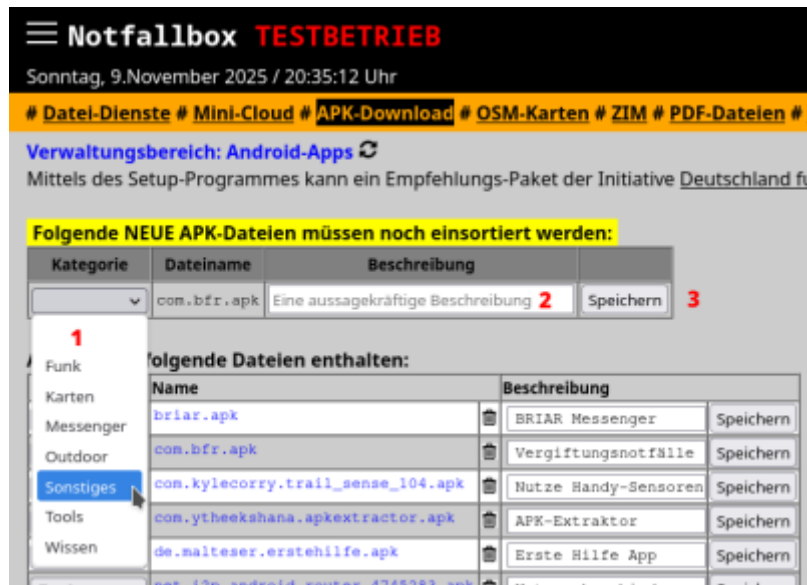 Notfallbox TESTBETRIEB
Sonntag, 9.November 2025 / 20:35:12 Uhr
# Datei-Dienste # Mini-Cloud # APK-Download # OSM-Karten # ZIM # PDF-Dateien #
Verwaltungsbereich: Android-Apps
Mittels des Setup-Programmes kann ein Empfehlungs-Paket der Initiative Deutschland
Folgende NEUE APK-Dateien müssen noch einsortiert werden:
Kategorie Dateiname Beschreibung
com.bfr.apk Eine aussagekräftige Beschreibung 2 Speichern 3
1
Funk
Karten
Messenger
Outdoor
Sonstiges
Tools
Wissen
folgende Dateien enthalten:
Name Beschreibung
briar.apk BRIAR Messenger Speichern
com.bfr.apk Vergiftungsnotfälle Speichern
com.kylecorry.trail_sense_104.apk Nutze Handy-Sensoren Speichern
com.ytheekshana.apkextractor.apk APK-Extraktor Speichern
de.malteser.erstehilfe.apk Erste Hilfe App Speichern